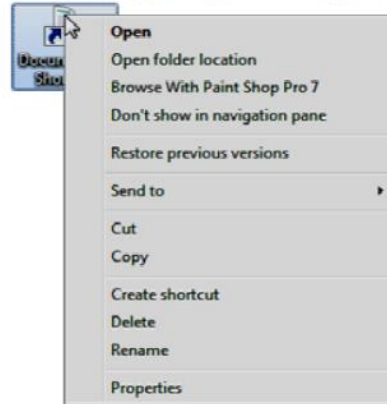 Open
Open folder location
Browse With Paint Shop Pro 7
Don't show in navigation pane
Restore previous versions
Send to
Cut
Copy
Create shortcut
Delete
Rename
Properties